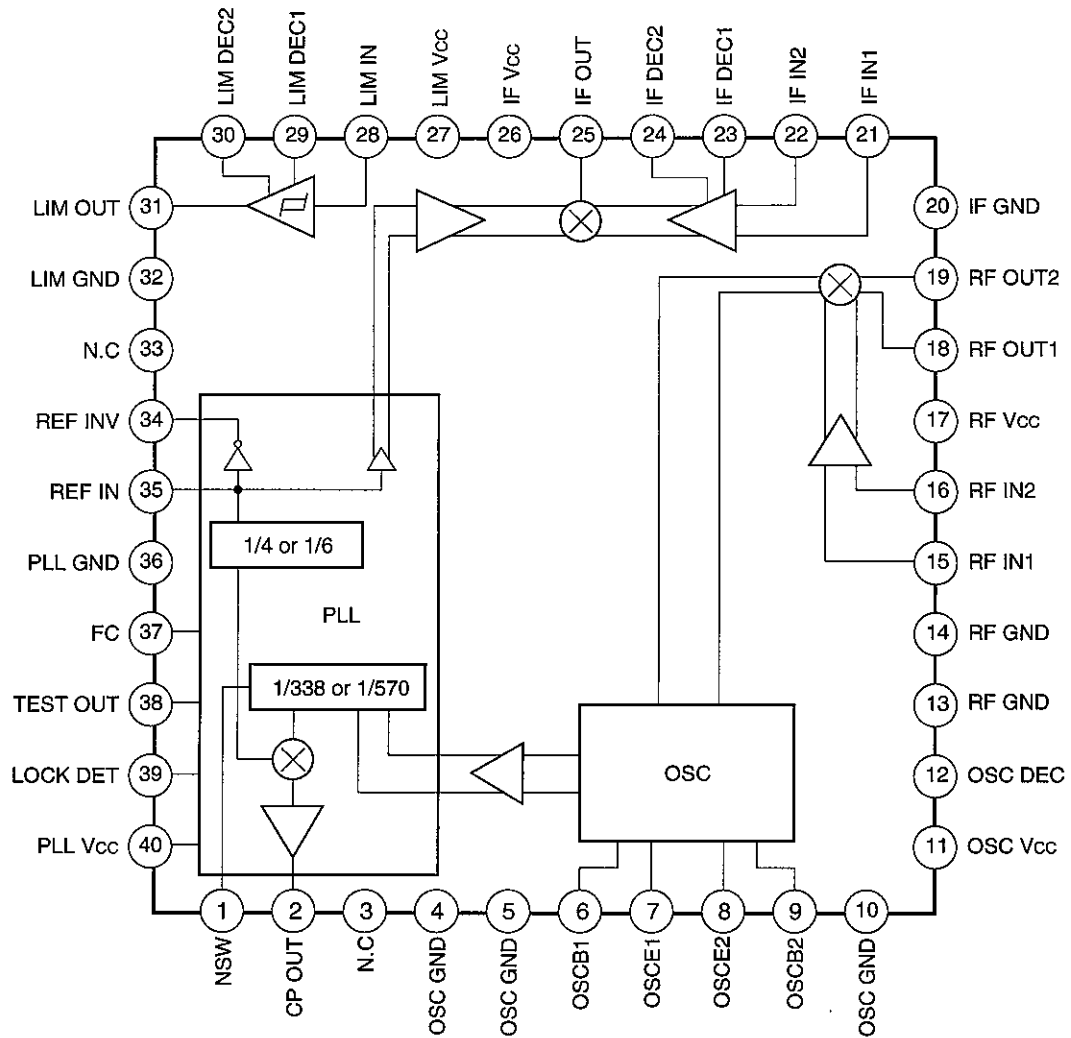 LIM DEC2
LIM DEC1
LIM IN
LIM Vcc
IF Vcc
IF OUT
IF DEC2
IF DEC1
IF IN2
IF IN1
30
29
28
27
26
25
24
23
22
21
LIM OUT 31
20 IF GND
LIM GND 32
19 RF OUT2
N.C 33
18 RF OUT1
REF INV 34
17 RF Vcc
REF IN 35
16 RF IN2
1/4 or 1/6
PLL GND 36
15 RF IN1
PLL
FC 37
14 RF GND
1/338 or 1/570
TEST OUT 38
13 RF GND
LOCK DET 39
OSC
12 OSC DEC
PLL Vcc 40
11 OSC Vcc
1
2
3
4
5
6
7
8
9
10
NSW
CP OUT
N.C
OSC GND
OSC GND
OSCB1
OSCE1
OSCE2
OSCB2
OSC GND